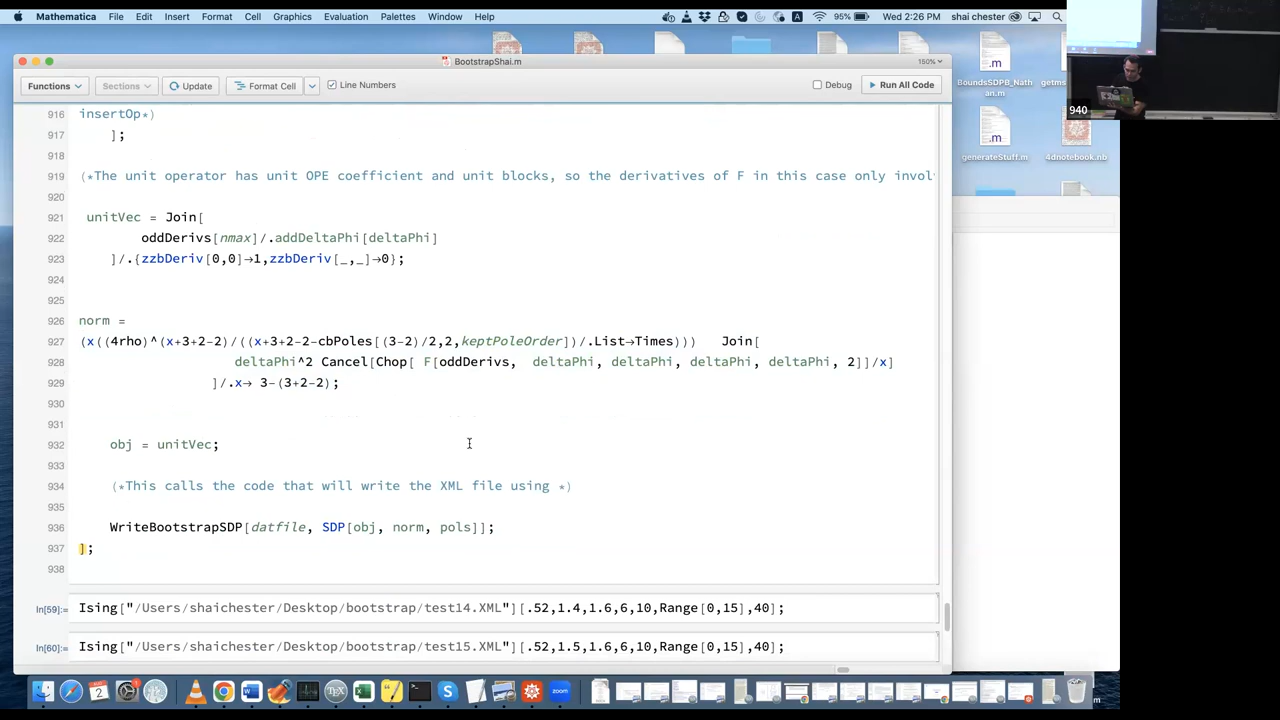 Mathematica File Edit Insert Format Cell Graphics Evaluation Palettes Window Help 95% Wed 2:26 PM shai chester
BootstrapShai.m 150%
Functions Sections Update Format Cell Line Numbers Debug Run All Code
916 insertOp*)
917 ];
918
919 (*The unit operator has unit OPE coefficient and unit blocks, so the derivatives of F in this case only invol
920
921 unitVec = Join[
922 oddDerivs[nmax]/.addDeltaPhi[deltaPhi]
923 ]/.{zzbDeriv[0,0]→1,zzbDeriv[_,_]→0};
924
925
926 norm =
927 (x((4rho)^(x+3+2-2)/((x+3+2-2-cbPoles[(3-2)/2,2,keptPoleOrder])/.List→Times))) Join[
928 deltaPhi^2 Cancel[Chop[ F[oddDerivs, deltaPhi, deltaPhi, deltaPhi, deltaPhi, 2]]/x]
929 ]/.x→ 3-(3+2-2);
930
931
932 obj = unitVec;
933
934 (*This calls the code that will write the XML file using *)
935
936 WriteBootstrapSDP[datfile, SDP[obj, norm, pols]];
937 ];
938
In[59]:= Ising["/Users/shaichester/Desktop/bootstrap/test14.XML"][.52,1.4,1.6,6,10,Range[0,15],40];
In[60]:= Ising["/Users/shaichester/Desktop/bootstrap/test15.XML"][.52,1.5,1.6,6,10,Range[0,15],40];
940
BoundsSDPB_Nat
han.m
getms
generateStuff.m
4dnotebook.nb
zoom